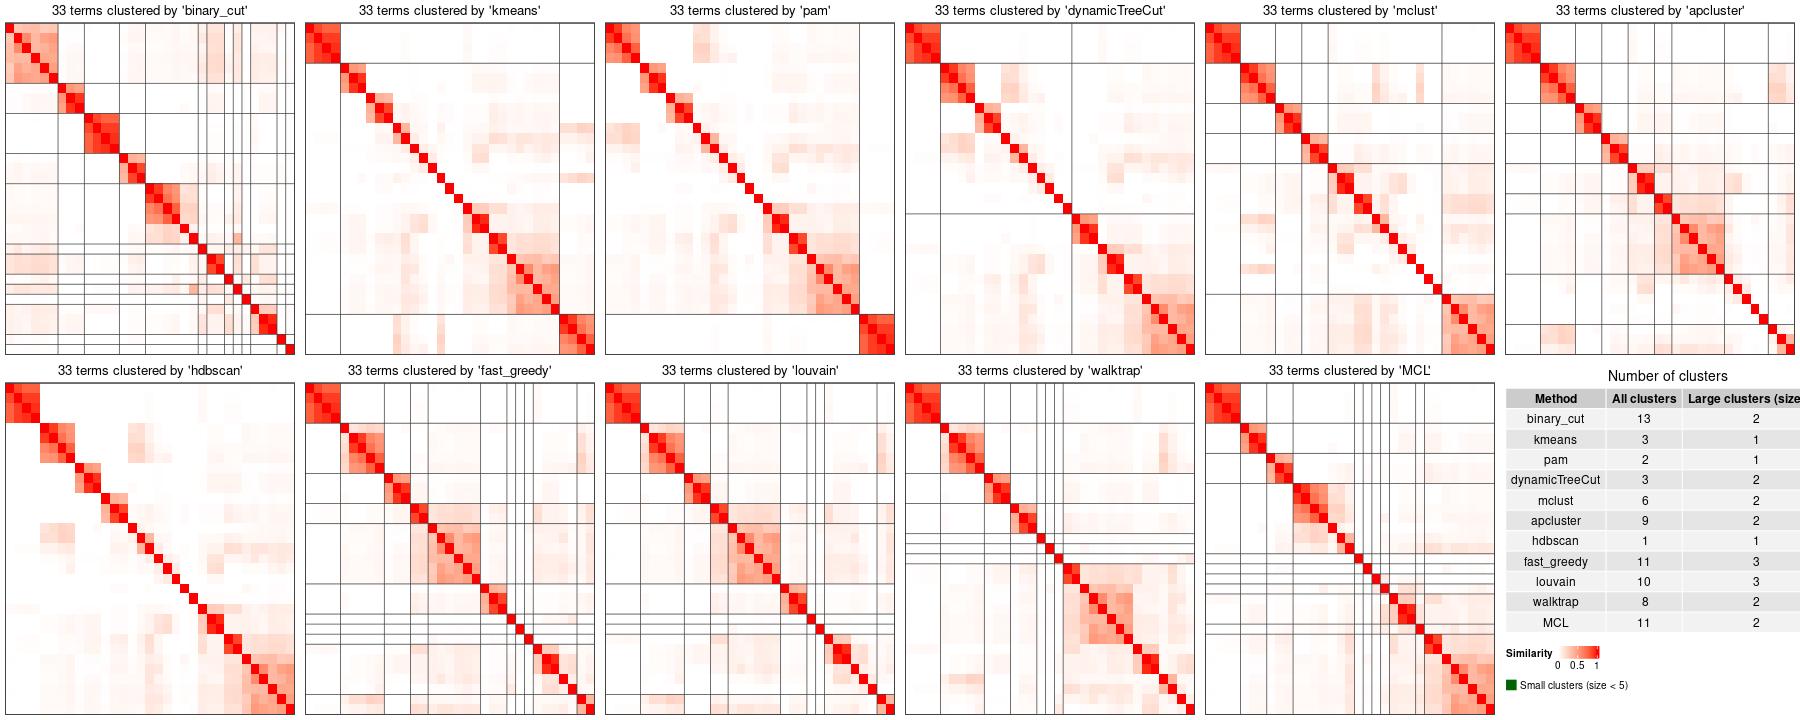 33 terms clustered by 'binary_cut'
33 terms clustered by 'kmeans'
33 terms clustered by 'pam'
33 terms clustered by 'dynamicTreeCut'
33 terms clustered by 'mclust'
33 terms clustered by 'apcluster'
33 terms clustered by 'hdbscan'
33 terms clustered by 'fast_greedy'
33 terms clustered by 'louvain'
33 terms clustered by 'walktrap'
33 terms clustered by 'MCL'
Number of clusters
Method All clusters Large clusters (size
binary_cut 13 2
kmeans 3 1
pam 2 1
dynamicTreeCut 3 2
mclust 6 2
apcluster 9 2
hdbscan 1 1
fast_greedy 11 3
louvain 10 3
walktrap 8 2
MCL 11 2
Similarity
0 0.5 1
Small clusters (size < 5)